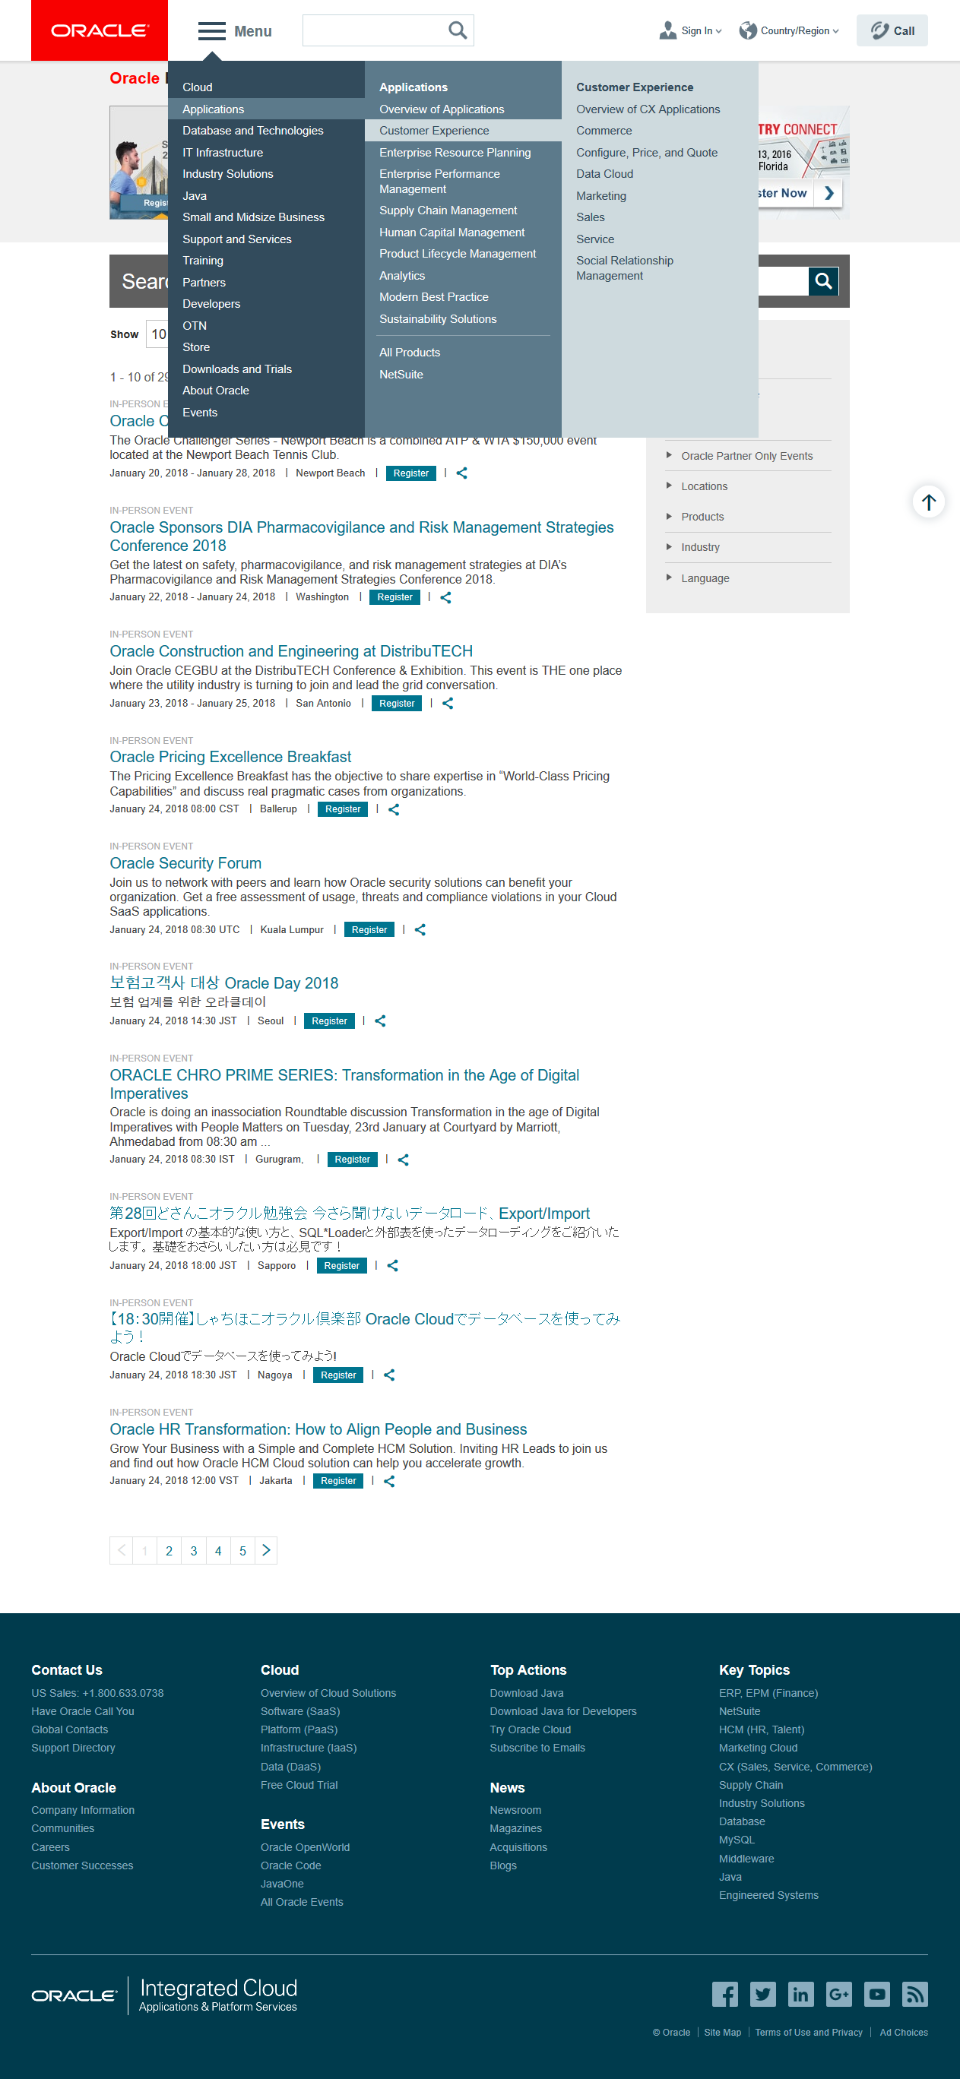 ORACLE
Menu
Sign In
Country/Region
Call
Oracle
Cloud
Applications
Database and Technologies
IT Infrastructure
Industry Solutions
Java
Small and Midsize Business
Support and Services
Training
Partners
Developers
OTN
Store
Downloads and Trials
About Oracle
Events
Applications
Overview of Applications
Customer Experience
Enterprise Resource Planning
Enterprise Performance
Management
Supply Chain Management
Human Capital Management
Product Lifecycle Management
Analytics
Modern Best Practice
Sustainability Solutions
All Products
NetSuite
Customer Experience
Overview of CX Applications
Commerce
Configure, Price, and Quote
Data Cloud
Marketing
Sales
Service
Social Relationship
Management
TRY CONNECT
13, 2016
Florida
ster Now
Regis
Sear
Show 10
1 - 10 of 29
IN-PERSON E
Oracle C
The Oracle Challenger Series - Newport Beach is a combined ATP & WTA $150,000 event
located at the Newport Beach Tennis Club.
January 20, 2018 - January 28, 2018 | Newport Beach | Register |
Oracle Partner Only Events
Locations
Products
Industry
Language
IN-PERSON EVENT
Oracle Sponsors DIA Pharmacovigilance and Risk Management Strategies
Conference 2018
Get the latest on safety, pharmacovigilance, and risk management strategies at DIA's
Pharmacovigilance and Risk Management Strategies Conference 2018.
January 22, 2018 - January 24, 2018 | Washington | Register |
IN-PERSON EVENT
Oracle Construction and Engineering at DistribuTECH
Join Oracle CEGBU at the DistribuTECH Conference & Exhibition. This event is THE one place
where the utility industry is turning to join and lead the grid conversation.
January 23, 2018 - January 25, 2018 | San Antonio | Register |
IN-PERSON EVENT
Oracle Pricing Excellence Breakfast
The Pricing Excellence Breakfast has the objective to share expertise in “World-Class Pricing
Capabilities” and discuss real pragmatic cases from organizations.
January 24, 2018 08:00 CST | Ballerup | Register |
IN-PERSON EVENT
Oracle Security Forum
Join us to network with peers and learn how Oracle security solutions can benefit your
organization. Get a free assessment of usage, threats and compliance violations in your Cloud
SaaS applications.
January 24, 2018 08:30 UTC | Kuala Lumpur | Register |
IN-PERSON EVENT
보험고객사 대상 Oracle Day 2018
보험 업계를 위한 오라클데이
January 24, 2018 14:30 JST | Seoul | Register |
IN-PERSON EVENT
ORACLE CHRO PRIME SERIES: Transformation in the Age of Digital
Imperatives
Oracle is doing an inassociation Roundtable discussion Transformation in the age of Digital
Imperatives with People Matters on Tuesday, 23rd January at Courtyard by Marriott,
Ahmedabad from 08:30 am ...
January 24, 2018 08:30 IST | Gurugram, | Register |
IN-PERSON EVENT
第28回どさんこオラクル勉強会 今さら聞けないデータロード、Export/Import
Export/Import の基本的な使い方と、SQL*Loaderと外部表を使ったデータローディングをご紹介いた
します。基礎をおさらいしたい方は必見です！
January 24, 2018 18:00 JST | Sapporo | Register |
IN-PERSON EVENT
【18：30開催】しゃちほこオラクル倶楽部 Oracle Cloudでデータベースを使ってみ
よう！
Oracle Cloudでデータベースを使ってみよう!
January 24, 2018 18:30 JST | Nagoya | Register |
IN-PERSON EVENT
Oracle HR Transformation: How to Align People and Business
Grow Your Business with a Simple and Complete HCM Solution. Inviting HR Leads to join us
and find out how Oracle HCM Cloud solution can help you accelerate growth.
January 24, 2018 12:00 VST | Jakarta | Register |
1 2 3 4 5
Contact Us
US Sales: +1.800.633.0738
Have Oracle Call You
Global Contacts
Support Directory
About Oracle
Company Information
Communities
Careers
Customer Successes
Cloud
Overview of Cloud Solutions
Software (SaaS)
Platform (PaaS)
Infrastructure (IaaS)
Data (DaaS)
Free Cloud Trial
Events
Oracle OpenWorld
Oracle Code
JavaOne
All Oracle Events
Top Actions
Download Java
Download Java for Developers
Try Oracle Cloud
Subscribe to Emails
News
Newsroom
Magazines
Acquisitions
Blogs
Key Topics
ERP, EPM (Finance)
NetSuite
HCM (HR, Talent)
Marketing Cloud
CX (Sales, Service, Commerce)
Supply Chain
Industry Solutions
Database
MySQL
Middleware
Java
Engineered Systems
ORACLE | Integrated Cloud
Applications & Platform Services
© Oracle | Site Map | Terms of Use and Privacy | Ad Choices